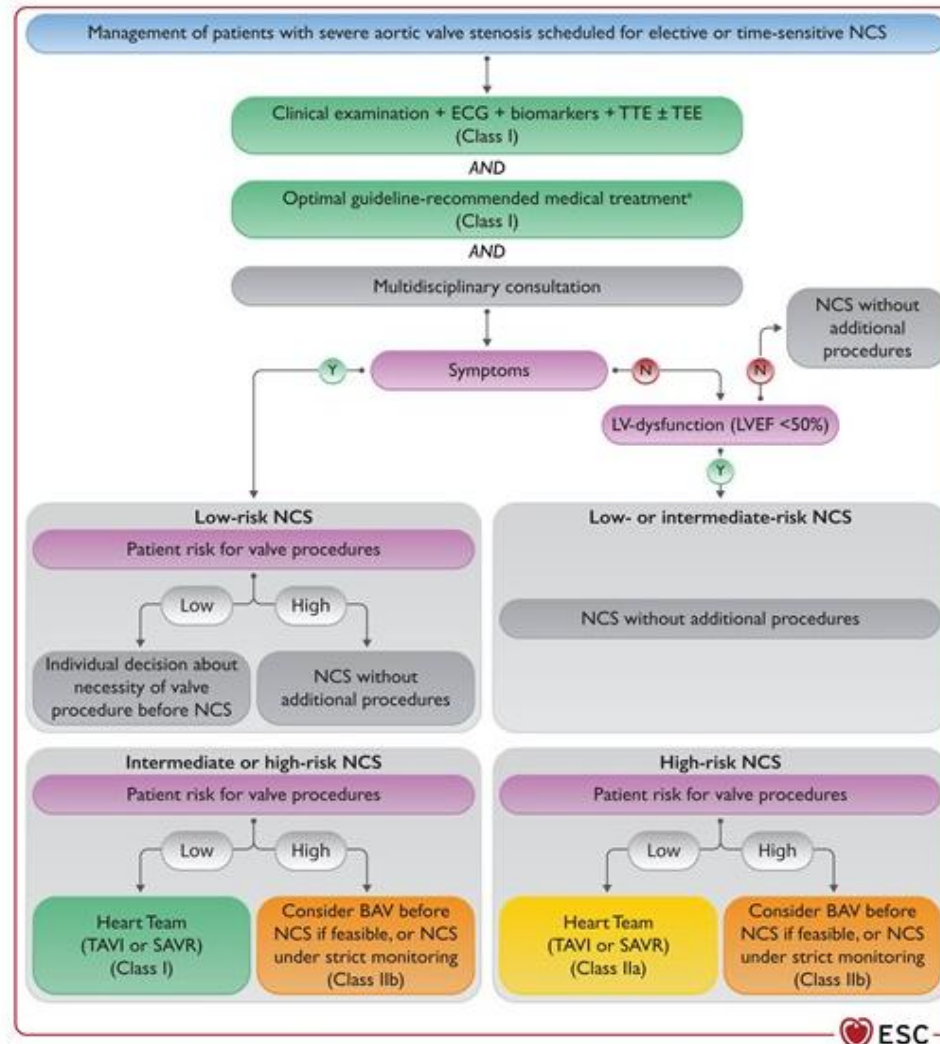 Management of patients with severe aortic valve stenosis scheduled for elective or time-sensitive NCS
Clinical examination + ECG + biomarkers + TTE ± TEE
(Class I)
AND
Optimal guideline-recommended medical treatmentᵃ
(Class I)
AND
Multidisciplinary consultation
NCS without
additional
procedures
Y
Symptoms
N
N
LV-dysfunction (LVEF <50%)
Y
Low-risk NCS
Patient risk for valve procedures
Low
High
Individual decision about
necessity of valve
procedure before NCS
NCS without
additional procedures
Low- or intermediate-risk NCS
NCS without additional procedures
Intermediate or high-risk NCS
Patient risk for valve procedures
Low
High
Heart Team
(TAVI or SAVR)
(Class I)
Consider BAV before
NCS if feasible, or NCS
under strict monitoring
(Class IIb)
High-risk NCS
Patient risk for valve procedures
Low
High
Heart Team
(TAVI or SAVR)
(Class IIa)
Consider BAV before
NCS if feasible, or NCS
under strict monitoring
(Class IIb)
ESC